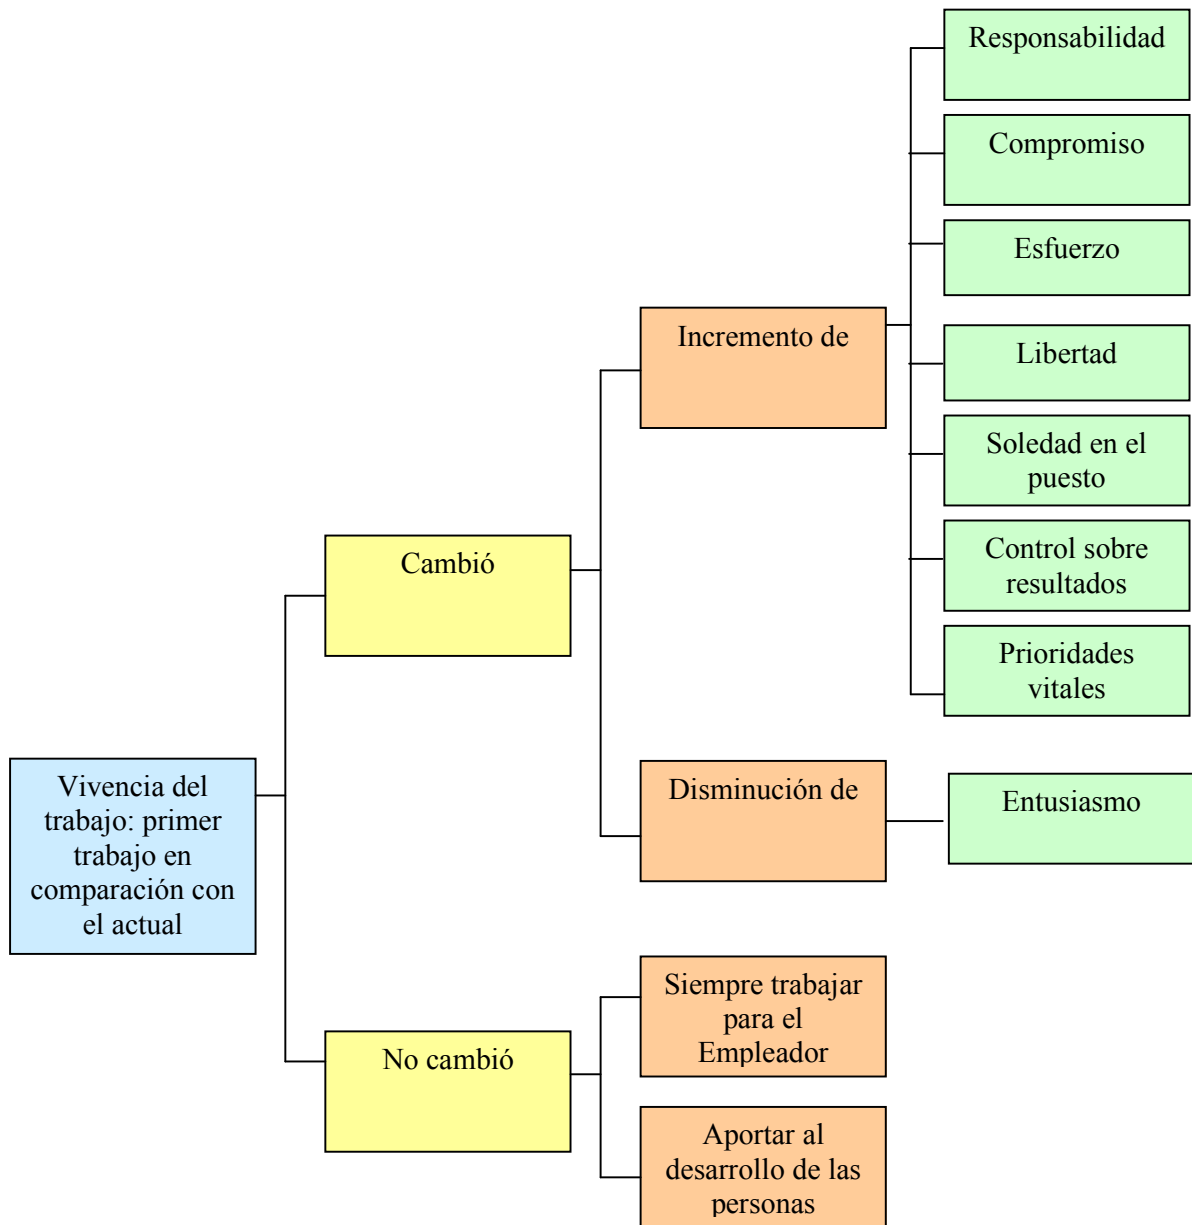 Responsabilidad
Compromiso
Esfuerzo
Incremento de
Libertad
Soledad en el
puesto
Cambió
Control sobre
resultados
Prioridades
vitales
Vivencia del
trabajo: primer
trabajo en
comparación con
el actual
Disminución de
Entusiasmo
Siempre trabajar
para el
Empleador
No cambió
Aportar al
desarrollo de las
personas